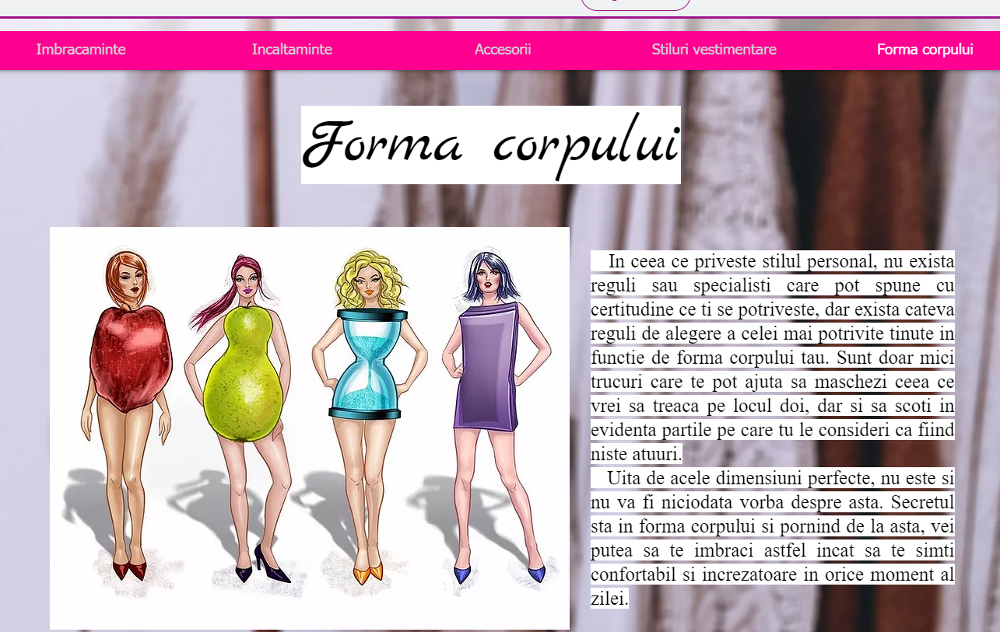 Imbracaminte Incaltaminte Accesorii Stiluri vestimentare Forma corpului
Forma corpului
In ceea ce priveste stilul personal, nu exista
reguli sau specialisti care pot spune cu
certitudine ce ti se potriveste, dar exista cateva
reguli de alegere a celei mai potrivite tinute in
functie de forma corpului tau. Sunt doar mici
trucuri care te pot ajuta sa maschezi ceea ce
vrei sa treaca pe locul doi, dar si sa scoti in
evidenta partile pe care tu le consideri ca fiind
niste atuuri.
Uita de acele dimensiuni perfecte, nu este si
nu va fi niciodata vorba despre asta. Secretul
sta in forma corpului si pornind de la asta, vei
putea sa te imbraci astfel incat sa te simti
confortabil si increzatoare in orice moment al
zilei.